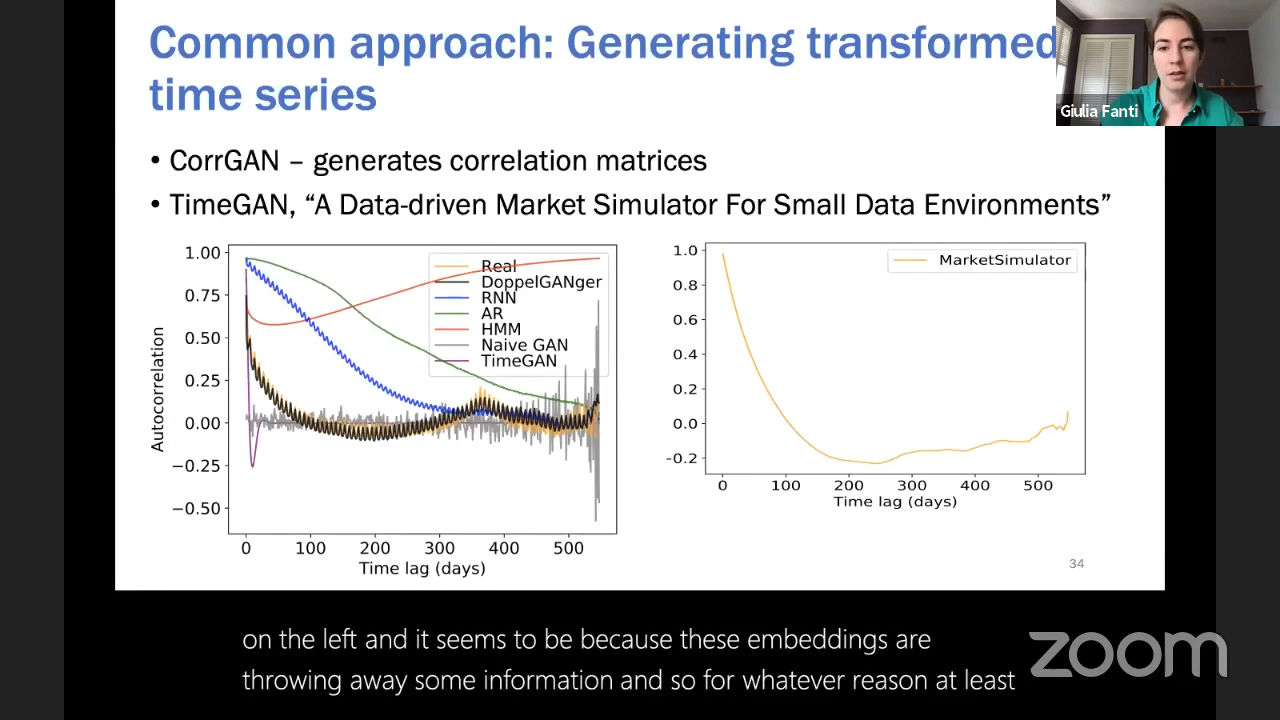 Common approach: Generating transformed
time series
Giulia Fanti
• CorrGAN – generates correlation matrices
• TimeGAN, “A Data-driven Market Simulator For Small Data Environments”
1.00
0.75
0.50
0.25
0.00
−0.25
−0.50
Autocorrelation
Real
DoppelGANger
RNN
AR
HMM
Naive GAN
TimeGAN
0 100 200 300 400 500
Time lag (days)
1.0
0.8
0.6
0.4
0.2
0.0
-0.2
MarketSimulator
0 100 200 300 400 500
Time lag (days)
34
on the left and it seems to be because these embeddings are
throwing away some information and so for whatever reason at least
zoom